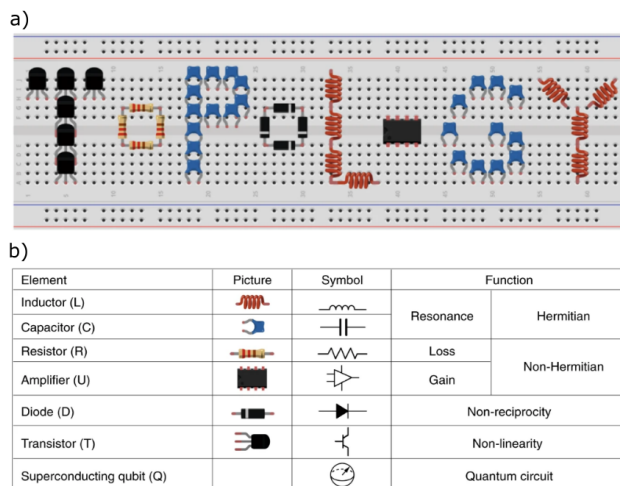 a)
TOPOLOGY
b)
Element Picture Symbol Function
Inductor (L) Resonance Hermitian
Capacitor (C)
Resistor (R) Loss Non-Hermitian
Amplifier (U) Gain
Diode (D) Non-reciprocity
Transistor (T) Non-linearity
Superconducting qubit (Q) Quantum circuit